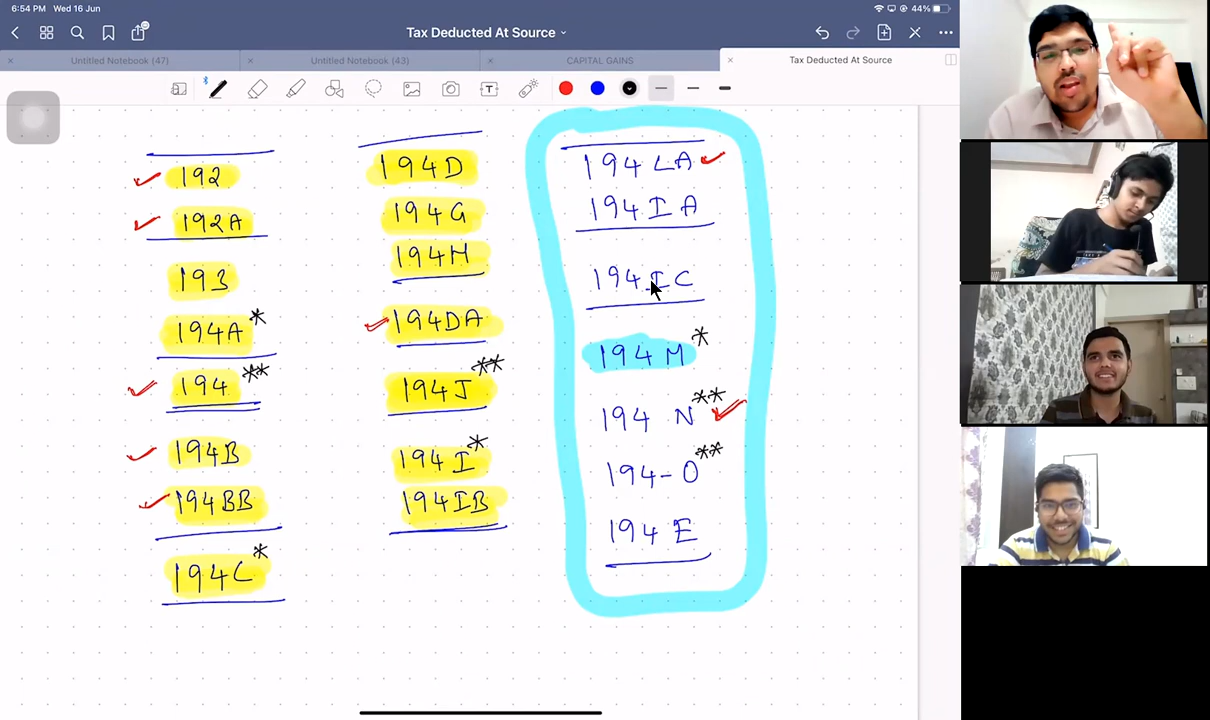 6:54 PM Wed 16 Jun
44%
Tax Deducted At Source
Untitled Notebook (47)
Untitled Notebook (43)
CAPITAL GAINS
Tax Deducted At Source
192
192A
193
194A*
194**
194B
194BB
194C*
194D
194G
194H
194DA
194J**
194I*
194IB
194LA
194IA
194IC
194M*
194 N**
194-O**
194E